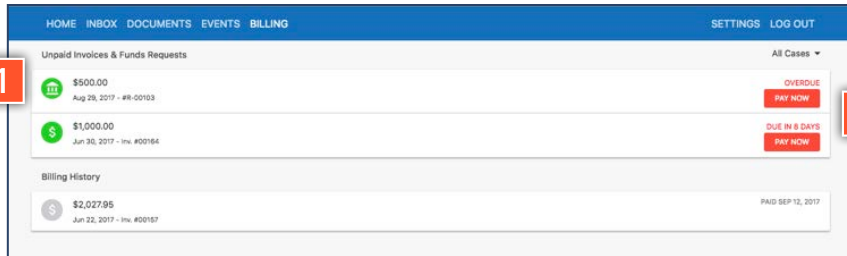 HOME INBOX DOCUMENTS EVENTS BILLING SETTINGS LOG OUT
Unpaid Invoices & Funds Requests All Cases
1
$500.00 OVERDUE
Aug 29, 2017 - #R-00103 PAY NOW
$1,000.00 DUE IN 8 DAYS
Jun 30, 2017 - Inv. #00164 PAY NOW
Billing History
$2,027.95 PAID SEP 12, 2017
Jun 22, 2017 - Inv. #00157